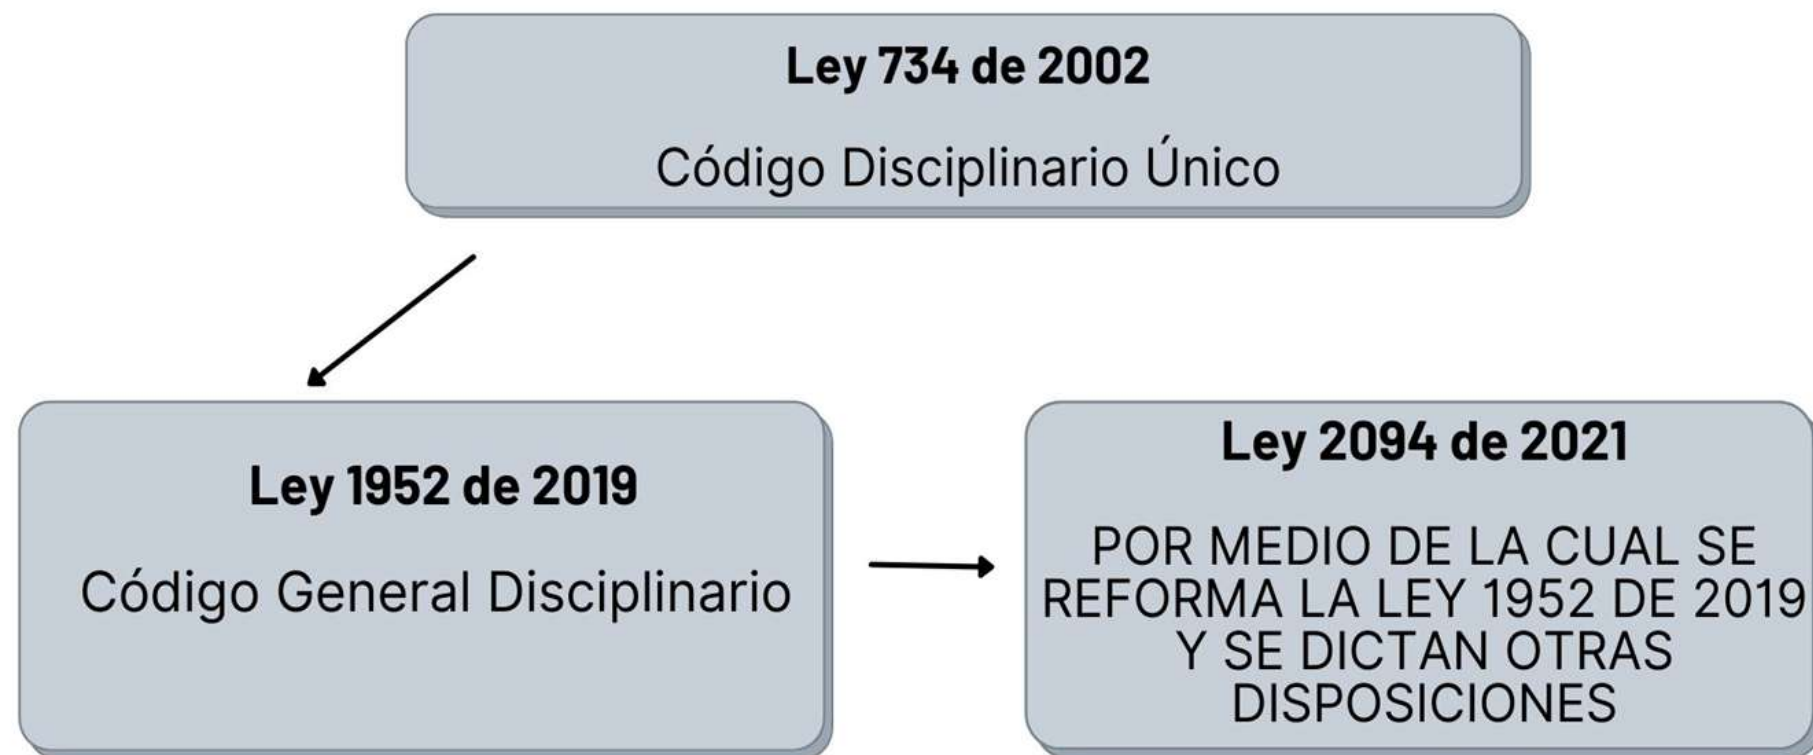 Ley 734 de 2002
Código Disciplinario Único
Ley 1952 de 2019
Código General Disciplinario
Ley 2094 de 2021
POR MEDIO DE LA CUAL SE
REFORMA LA LEY 1952 DE 2019
Y SE DICTAN OTRAS
DISPOSICIONES